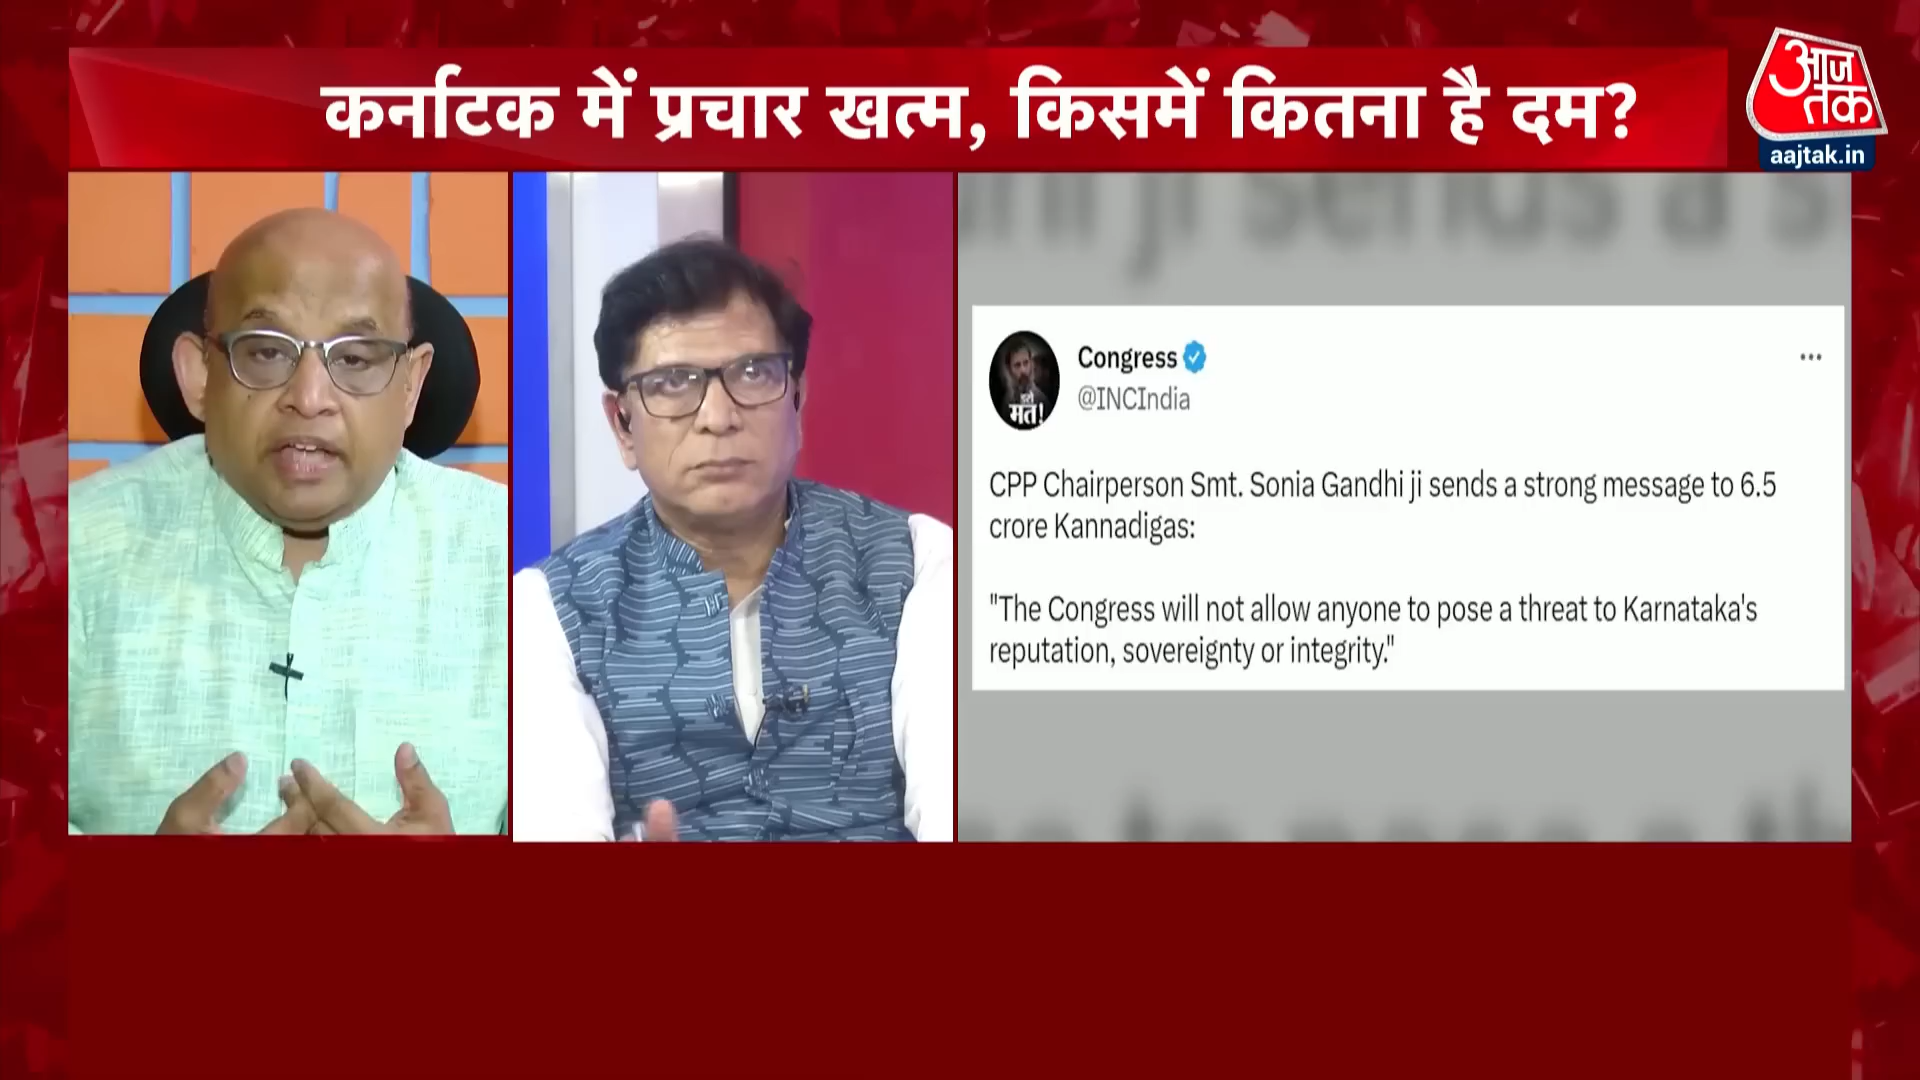 कर्नाटक में प्रचार खत्म, किसमें कितना है दम?
आज
तक
aajtak.in
Congress
@INCIndia
मत!
CPP Chairperson Smt. Sonia Gandhi ji sends a strong message to 6.5
crore Kannadigas:
"The Congress will not allow anyone to pose a threat to Karnataka's
reputation, sovereignty or integrity."